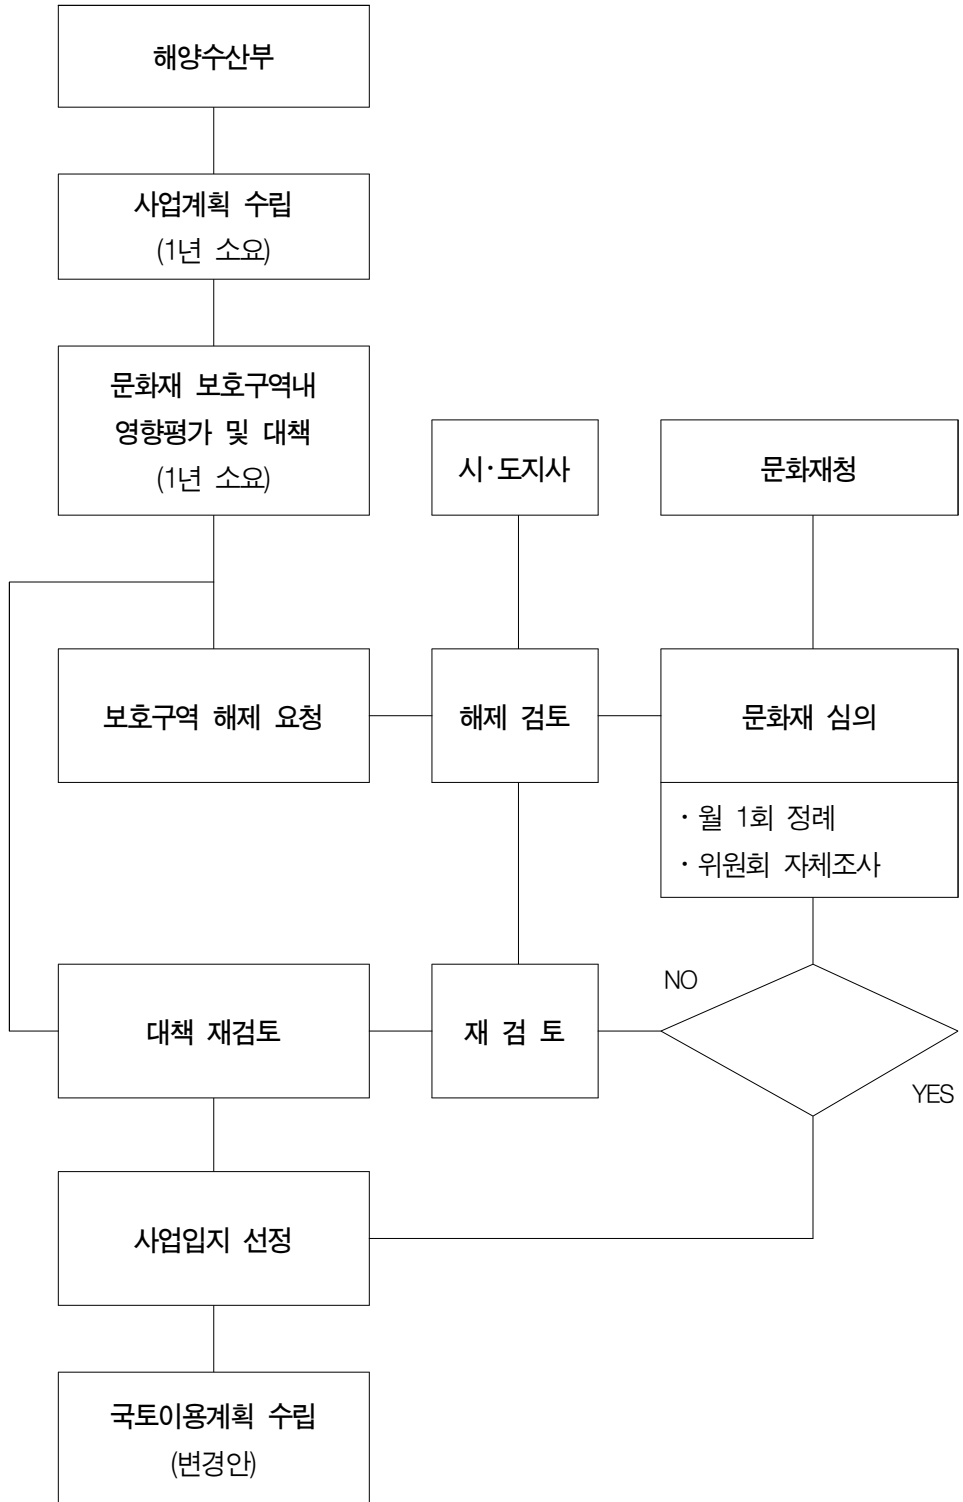 해양수산부
사업계획 수립
(1년 소요)
문화재 보호구역내
영향평가 및 대책
(1년 소요)
시·도지사
문화재청
보호구역 해제 요청
해제 검토
문화재 심의
· 월 1회 정례
· 위원회 자체조사
대책 재검토
재 검 토
NO
YES
사업입지 선정
국토이용계획 수립
(변경안)